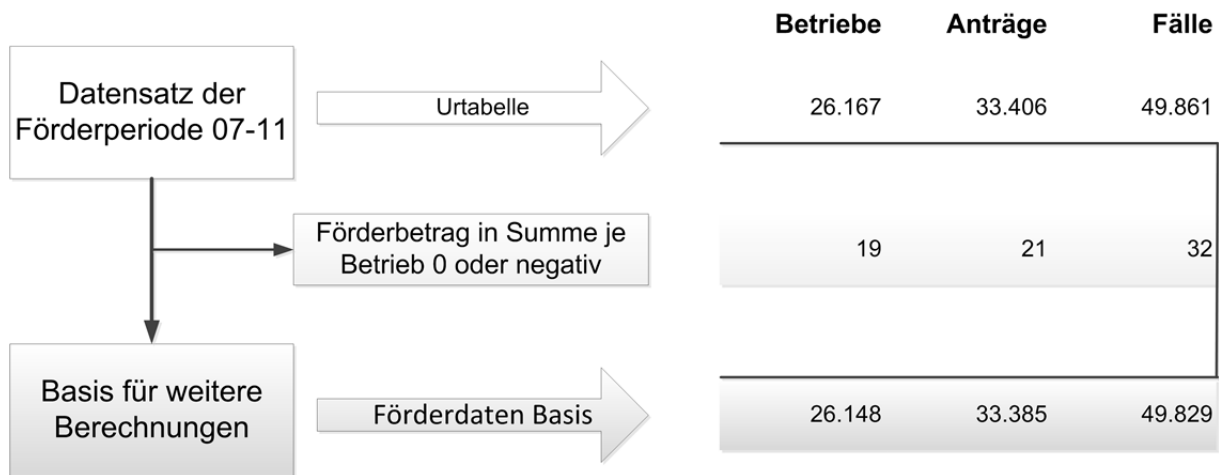 Betriebe Anträge Fälle
Datensatz der
Förderperiode 07-11
Urtabelle
26.167 33.406 49.861
Förderbetrag in Summe je
Betrieb 0 oder negativ
19 21 32
Basis für weitere
Berechnungen
Förderdaten Basis
26.148 33.385 49.829